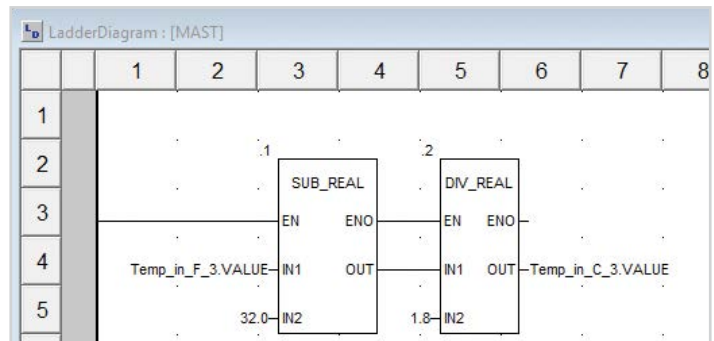 LD LadderDiagram : [MAST]
1 2 3 4 5 6 7 8
1
2
3
4
5
.1 .2
SUB_REAL DIV_REAL
EN ENO EN ENO
Temp_in_F_3.VALUE IN1 OUT IN1 OUT Temp_in_C_3.VALUE
32.0 IN2 1.8 IN2